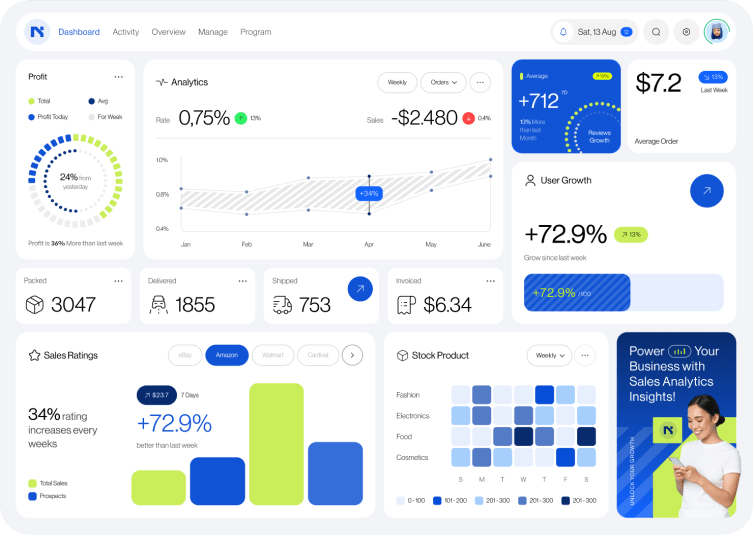 N
Dashboard
Activity
Overview
Manage
Program
Sat, 13 Aug
12
Profit
Total
Avg
Profit Today
For Week
24% from
yesterday
Profit is 36% More than last week
Analytics
Weekly
Orders
Rate
0,75%
13%
Sales
-$2.480
0.4%
1.0%
0.8%
0.4%
+34%
Jan
Feb
Mar
Apr
May
June
Average
13%
+712
70
13% More
than last
Month
Reviews
Growth
$7.2
13%
Last Week
Average Order
User Growth
+72.9%
13%
Grow since last week
+72.9% /100
Packed
3047
Delivered
1855
Shipped
753
Invoiced
$6.34
Sales Ratings
eBay
Amazon
Walmart
Cardinal
34% rating
increases every
weeks
Total Sales
Prospects
$23.7
7 Days
+72.9%
better than last week
Stock Product
Weekly
Fashion
Electronics
Food
Cosmetics
S M T W T F S
0-100
101-200
201-300
201-300
201-300
Power Your
Business with
Sales Analytics
Insights!
N
UNLOCK YOUR GROWTH